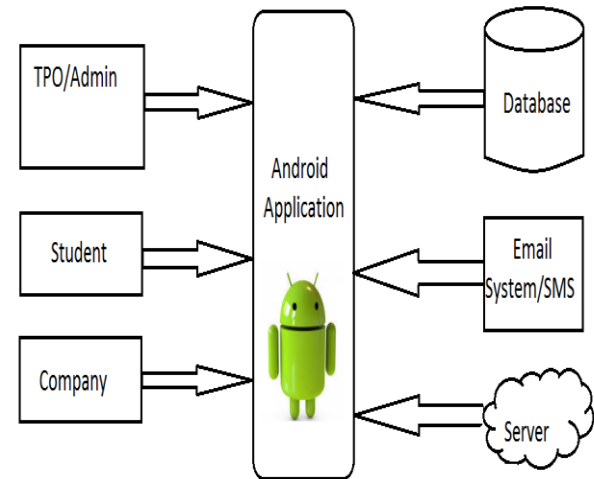 TPO/Admin
Student
Company
Android
Application
Database
Email
System/SMS
Server